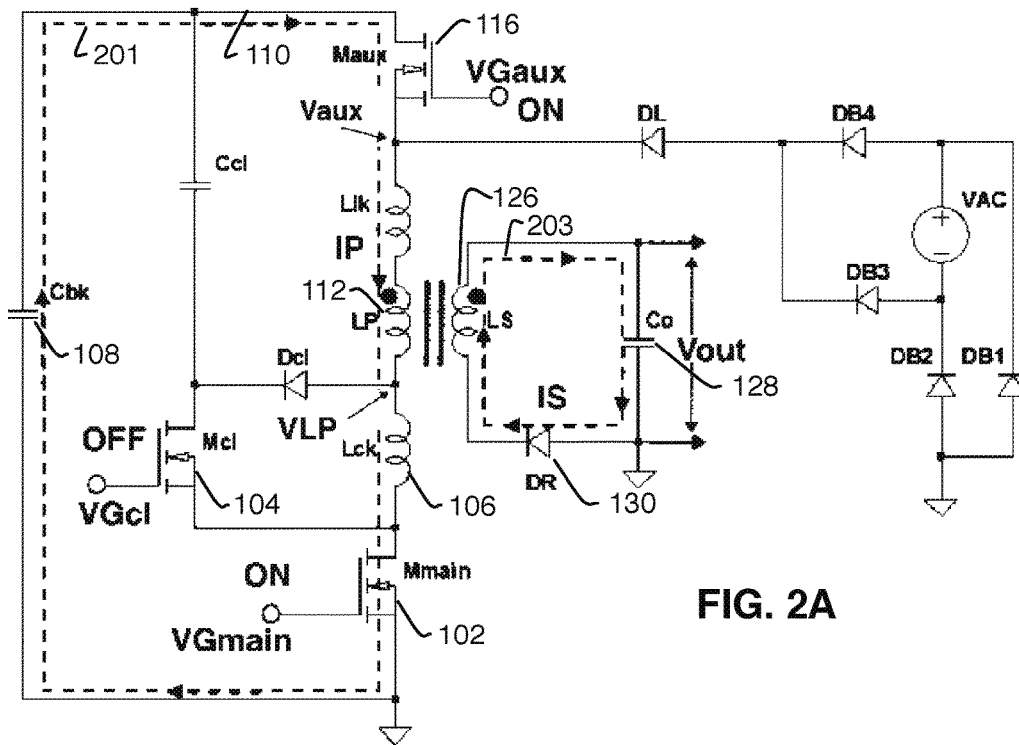 201
110
116
Maux
VGaux
ON
Vaux
DL
DB4
Ccl
Llk
126
VAC
+
−
IP
203
DB3
Cbk
112
LP
LS
Co
Vout
108
Dcl
128
DB2
DB1
VLP
IS
OFF
Mcl
Lck
DR
130
VGcl
104
106
ON
Mmain
VGmain
102
FIG. 2A